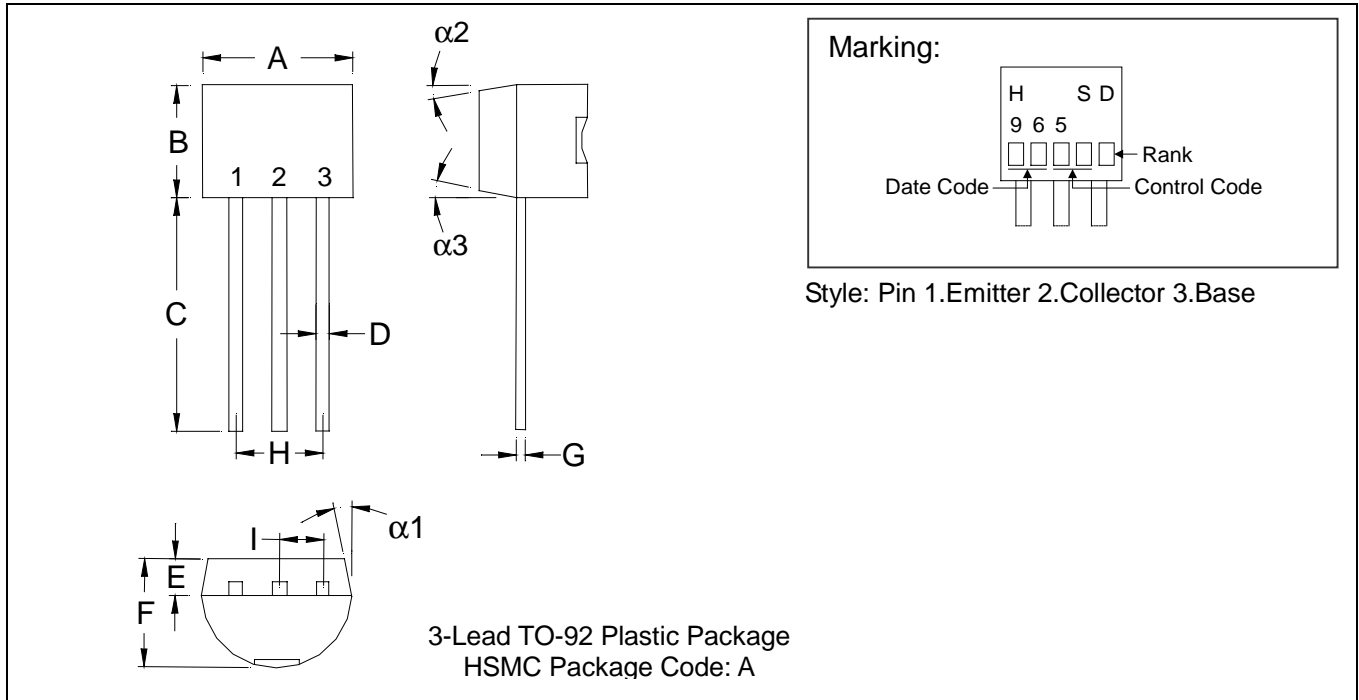 α2
A
B
1 2 3
α3
C
D
H
G
α1
I
E
F
3-Lead TO-92 Plastic Package
HSMC Package Code: A
Marking:
H S D
9 6 5
Rank
Date Code
Control Code
Style: Pin 1.Emitter 2.Collector 3.Base